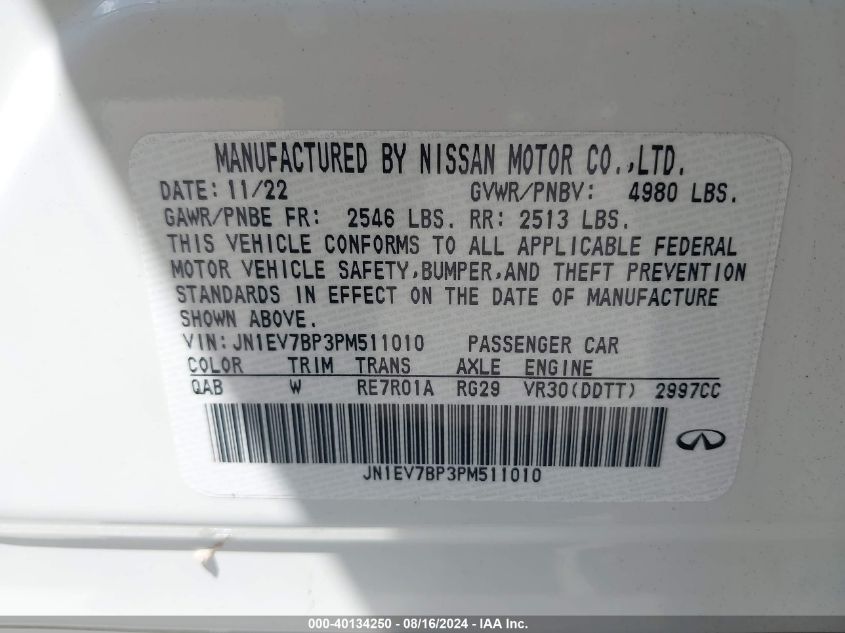 MANUFACTURED BY NISSAN MOTOR CO.,LTD.
DATE: 11/22 GVWR/PNBV: 4980 LBS.
GAWR/PNBE FR: 2546 LBS. RR: 2513 LBS.
THIS VEHICLE CONFORMS TO ALL APPLICABLE FEDERAL
MOTOR VEHICLE SAFETY,BUMPER,AND THEFT PREVENTION
STANDARDS IN EFFECT ON THE DATE OF MANUFACTURE
SHOWN ABOVE.
VIN: JN1EV7BP3PM511010 PASSENGER CAR
COLOR TRIM TRANS AXLE ENGINE
QAB W RE7R01A RG29 VR30(DDTT) 2997CC
JN1EV7BP3PM511010
000-40134250 - 08/16/2024 - IAA Inc.